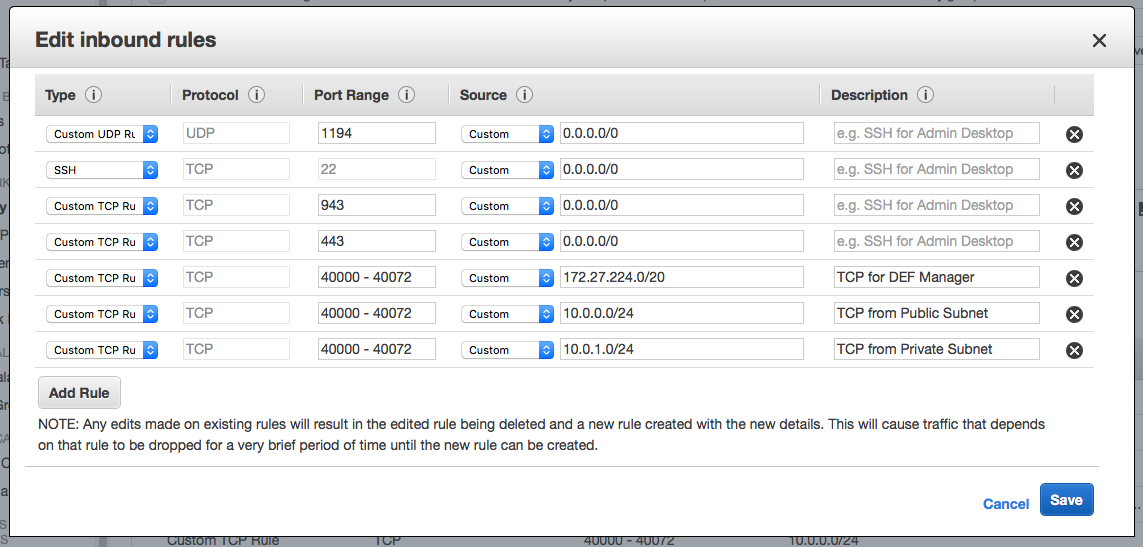 Edit inbound rules
Type Protocol Port Range Source Description
Custom UDP Ru UDP 1194 Custom 0.0.0.0/0 e.g. SSH for Admin Desktop
SSH TCP 22 Custom 0.0.0.0/0 e.g. SSH for Admin Desktop
Custom TCP Ru TCP 943 Custom 0.0.0.0/0 e.g. SSH for Admin Desktop
Custom TCP Ru TCP 443 Custom 0.0.0.0/0 e.g. SSH for Admin Desktop
Custom TCP Ru TCP 40000 - 40072 Custom 172.27.224.0/20 TCP for DEF Manager
Custom TCP Ru TCP 40000 - 40072 Custom 10.0.0.0/24 TCP from Public Subnet
Custom TCP Ru TCP 40000 - 40072 Custom 10.0.1.0/24 TCP from Private Subnet
Add Rule
NOTE: Any edits made on existing rules will result in the edited rule being deleted and a new rule created with the new details. This will cause traffic that depends
on that rule to be dropped for a very brief period of time until the new rule can be created.
Cancel Save
Custom TCP Rule TCP 40000 - 40072 10.0.0.0/24